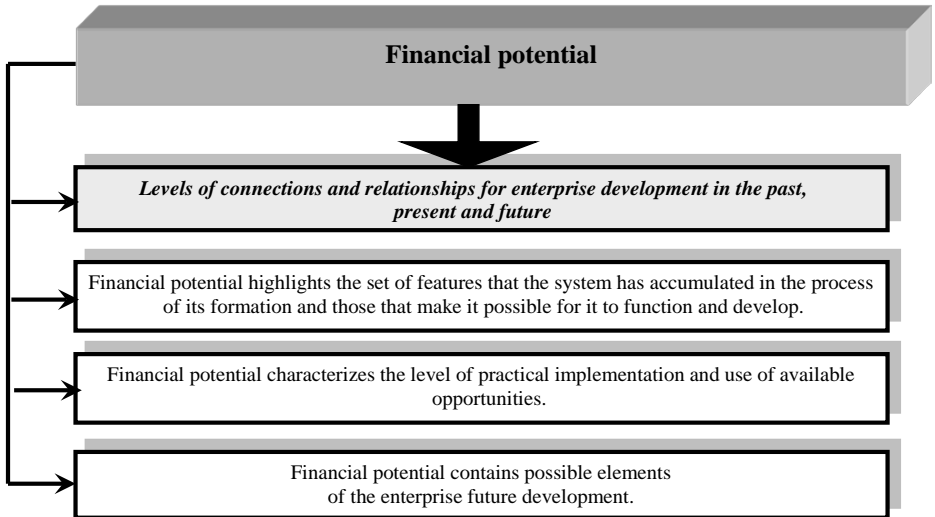 Financial potential
Levels of connections and relationships for enterprise development in the past,
present and future
Financial potential highlights the set of features that the system has accumulated in the process
of its formation and those that make it possible for it to function and develop.
Financial potential characterizes the level of practical implementation and use of available
opportunities.
Financial potential contains possible elements
of the enterprise future development.